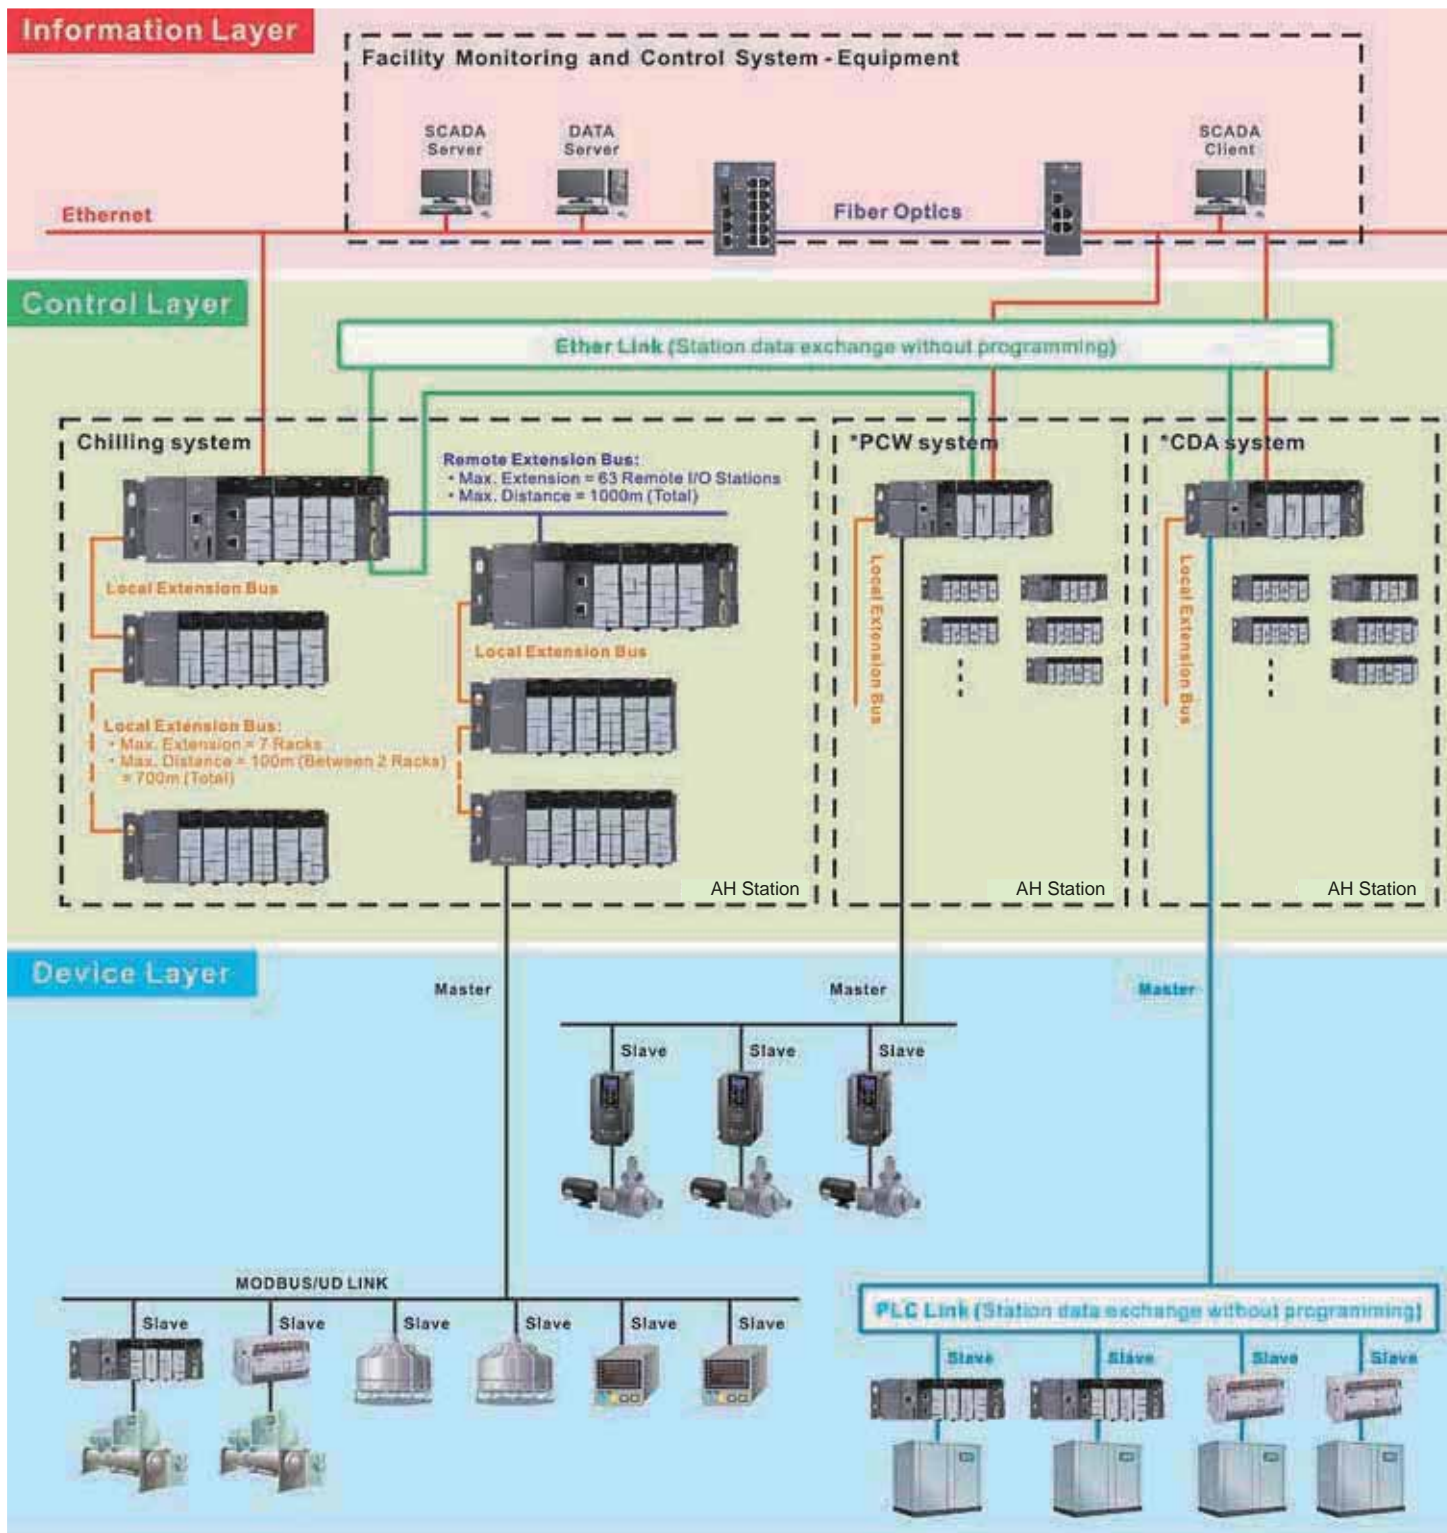 Information Layer
Facility Monitoring and Control System - Equipment
SCADA
Server
DATA
Server
SCADA
Client
Ethernet
Fiber Optics
Control Layer
Ether Link (Station data exchange without programming)
Chilling system
Remote Extension Bus:
• Max. Extension = 63 Remote I/O Stations
• Max. Distance = 1000m (Total)
Local Extension Bus
Local Extension Bus
Local Extension Bus:
• Max. Extension = 7 Racks
• Max. Distance = 100m (Between 2 Racks)
= 700m (Total)
AH Station
*PCW system
Local Extension Bus
AH Station
*CDA system
Local Extension Bus
AH Station
Device Layer
Master
Master
Master
Slave
Slave
Slave
MODBUS/UD LINK
Slave
Slave
Slave
Slave
Slave
Slave
PLC Link (Station data exchange without programming)
Slave
Slave
Slave
Slave